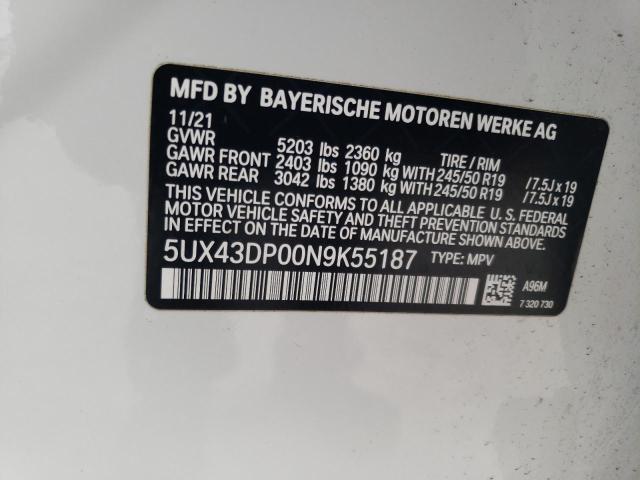 MFD BY BAYERISCHE MOTOREN WERKE AG
11/21
GVWR 5203 lbs 2360 kg TIRE / RIM
GAWR FRONT 2403 lbs 1090 kg WITH 245/50 R19 /7.5J x 19
GAWR REAR 3042 lbs 1380 kg WITH 245/50 R19 /7.5J x 19
THIS VEHICLE CONFORMS TO ALL APPLICABLE U. S. FEDERAL
MOTOR VEHICLE SAFETY AND THEFT PREVENTION STANDARDS
IN EFFECT ON THE DATE OF MANUFACTURE SHOWN ABOVE.
5UX43DP00N9K55187 TYPE: MPV
A96M
7 320 730